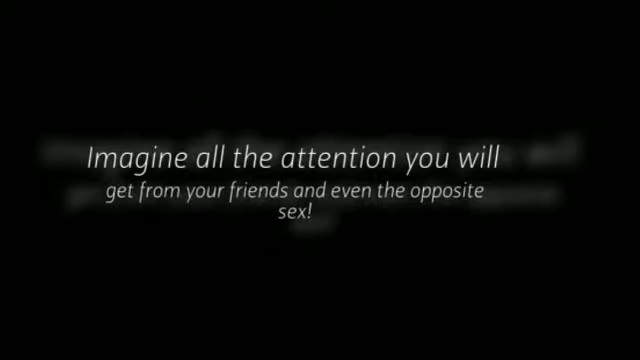 Imagine all the attention you will
get from your friends and even the opposite
sex!